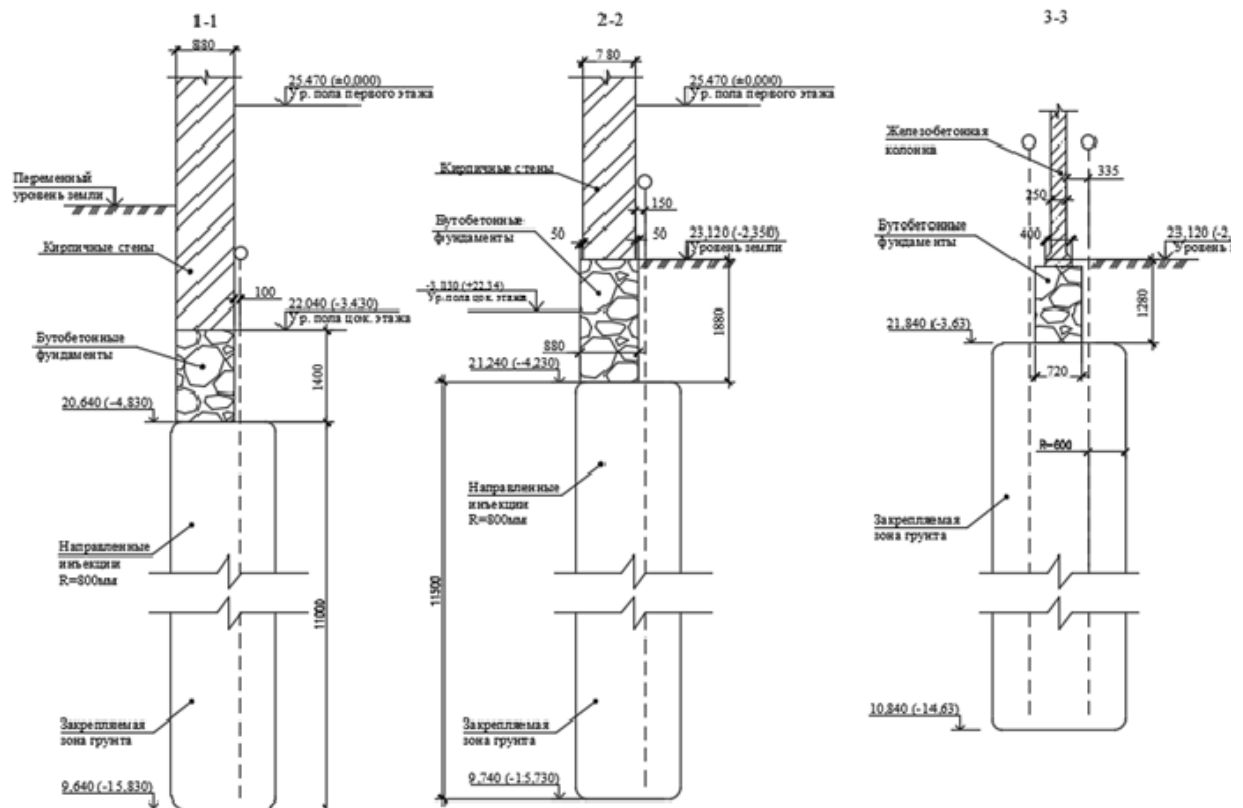 1-1
880
25.470 (±0,000)
Ур. пола первого этажа
Переменный
уровень земли
Кирпичные стены
100
22.040 (-3.430)
Ур. пола цок. этажа
Бутобетонные
фундаменты
1400
20,640 (-4,830)
Направленные
инъекции
R=800мм
11000
Закрепляемая
зона грунта
9,640 (-15,830)
2-2
780
25.470 (±0,000)
Ур. пола первого этажа
Кирпичные стены
150
Бутобетонные
фундаменты
50
50
23,120 (-2,350)
Уровень земли
Ур. пола цок. этажа
1880
880
21,240 (-4,230)
Направленные
инъекции
R=800мм
11500
Закрепляемая
зона грунта
9,740 (-15,730)
3-3
Железобетонная
колонна
335
250
Бутобетонные
фундаменты
400
23,120 (-2,
Уровень
1280
21,840 (-3,63)
720
R=600
Закрепляемая
зона грунта
10,840 (-14,63)